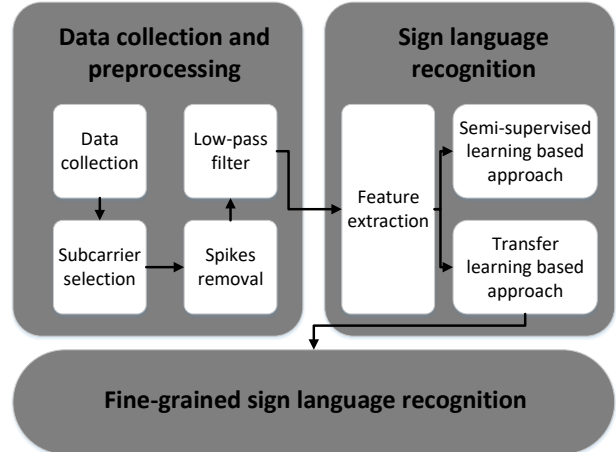 Data collection and
preprocessing
Data
collection
Low-pass
filter
Subcarrier
selection
Spikes
removal
Sign language
recognition
Feature
extraction
Semi-supervised
learning based
approach
Transfer
learning based
approach
Fine-grained sign language recognition